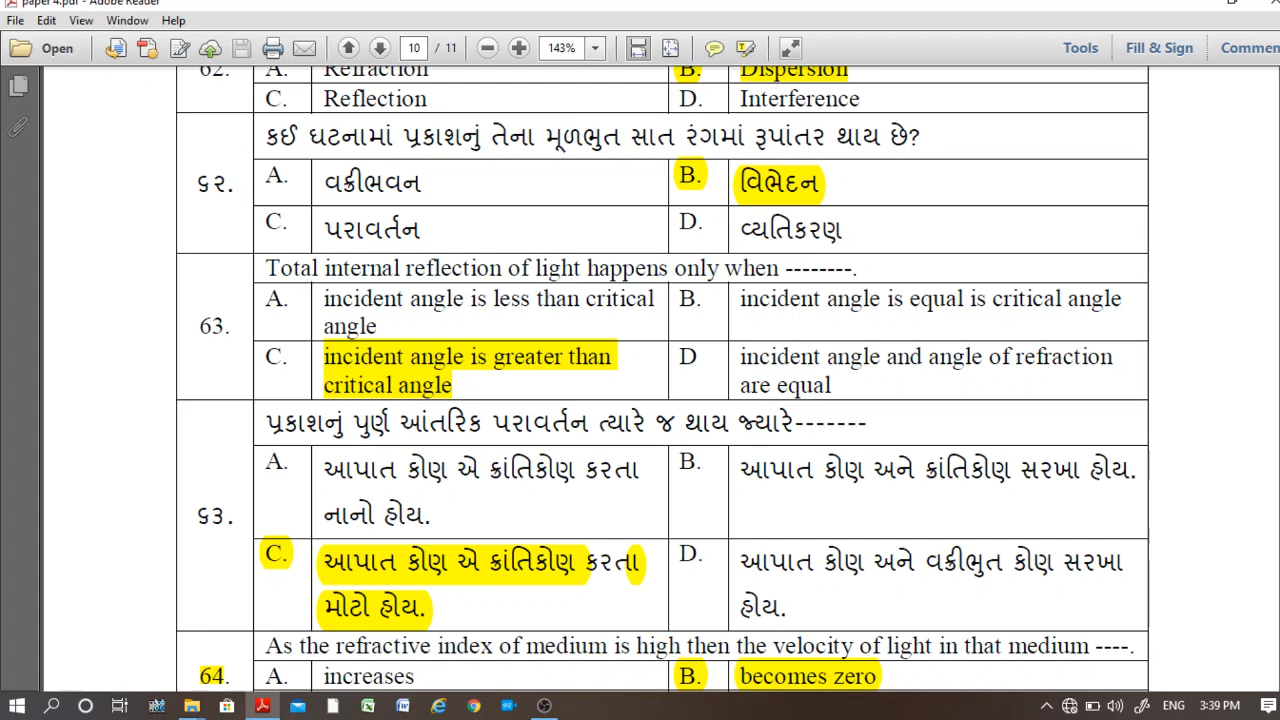 paper 4.pdf - Adobe Reader
File Edit View Window Help
Open 10 / 11 143% Tools Fill & Sign Commen
62. A. Refraction B. Dispersion
C. Reflection D. Interference
કઈ ઘટનામાં પ્રકાશનું તેના મૂળભુત સાત રંગમાં રૂપાંતર થાય છે?
૬૨. A. વક્રીભવન B. વિભેદન
C. પરાવર્તન D. વ્યતિકરણ
Total internal reflection of light happens only when --------.
63. A. incident angle is less than critical B. incident angle is equal is critical angle
angle
C. incident angle is greater than D incident angle and angle of refraction
critical angle are equal
પ્રકાશનું પુર્ણ આંતરિક પરાવર્તન ત્યારે જ થાય જ્યારે-------
૬૩. A. આપાત કોણ એ ક્રાંતિકોણ કરતા B. આપાત કોણ અને ક્રાંતિકોણ સરખા હોય.
નાનો હોય.
C. આપાત કોણ એ ક્રાંતિકોણ કરતા D. આપાત કોણ અને વક્રીભુત કોણ સરખા
મોટો હોય. હોય.
As the refractive index of medium is high then the velocity of light in that medium ----.
64. A. increases B. becomes zero
ENG 3:39 PM